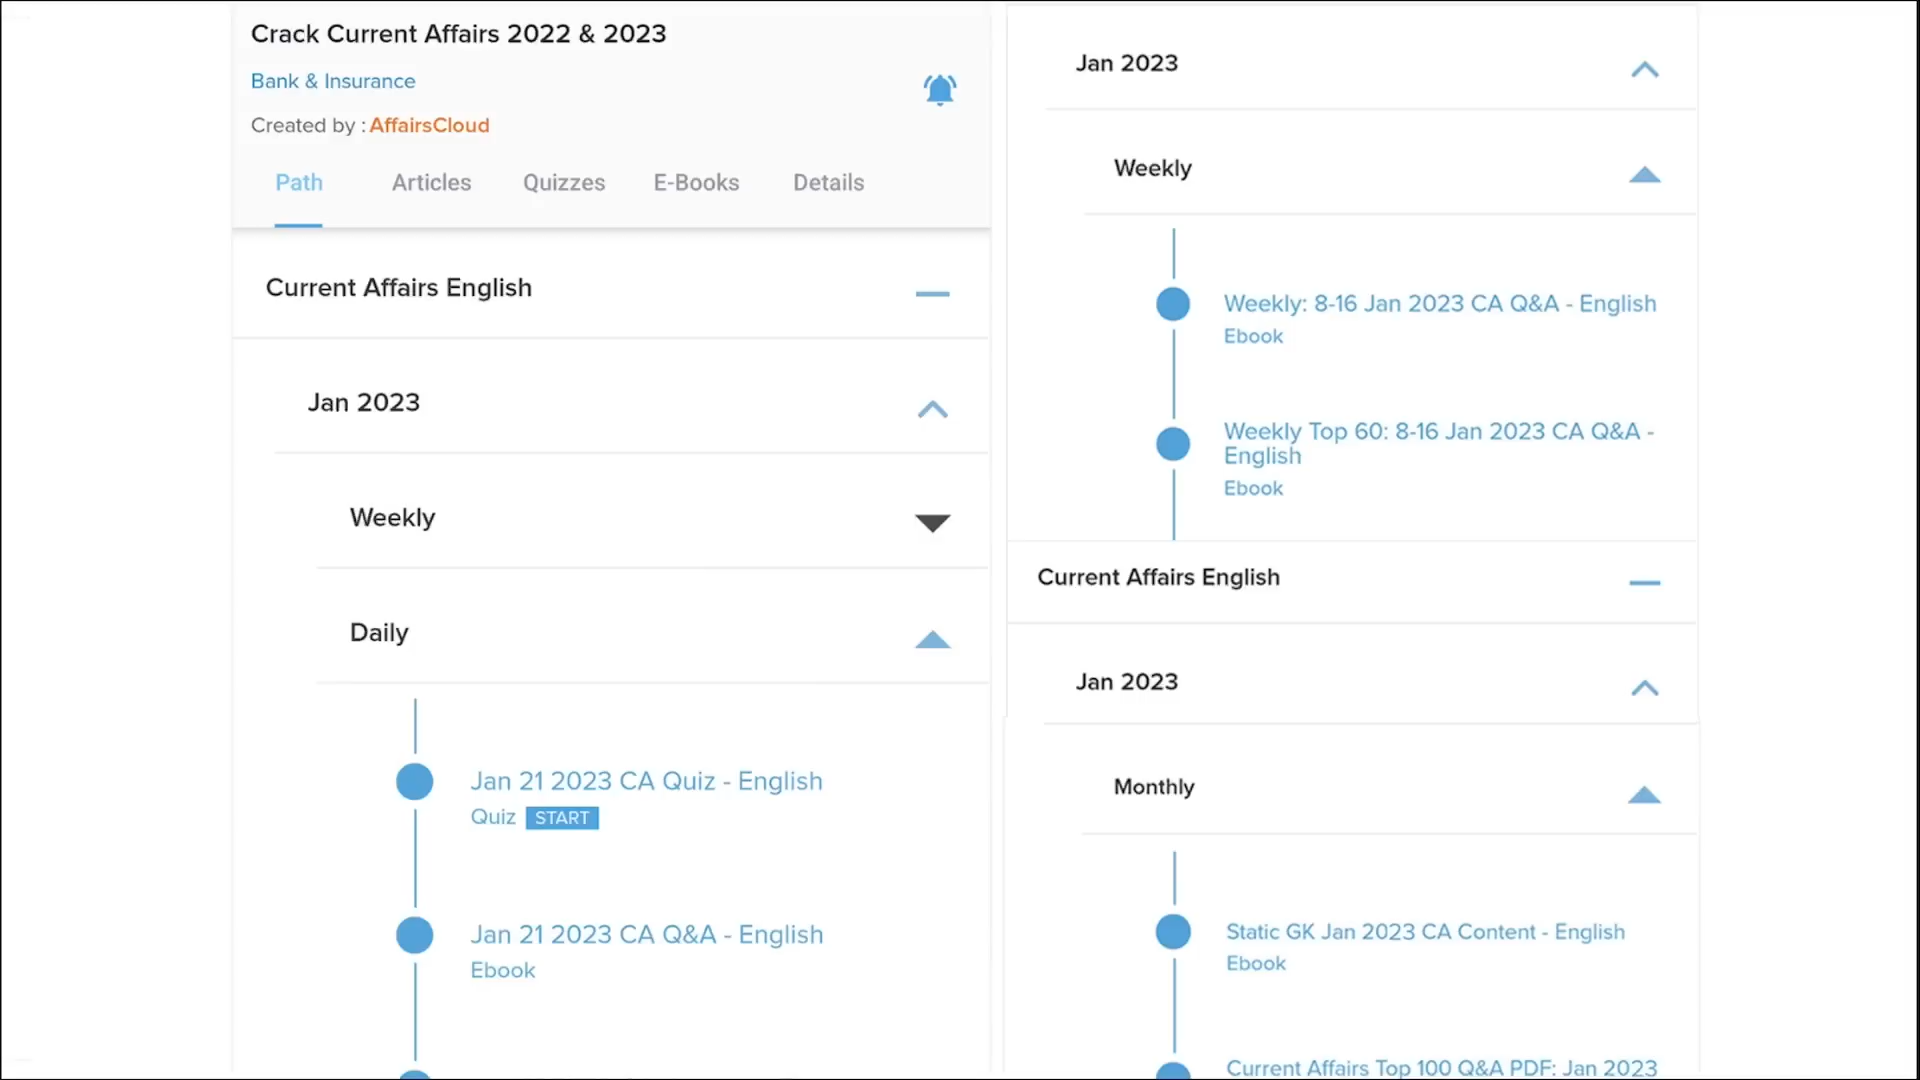 Crack Current Affairs 2022 & 2023
Bank & Insurance
Created by : AffairsCloud
Path
Articles
Quizzes
E-Books
Details
Current Affairs English
Jan 2023
Weekly
Daily
Jan 21 2023 CA Quiz - English
Quiz START
Jan 21 2023 CA Q&A - English
Ebook
Jan 2023
Weekly
Weekly: 8-16 Jan 2023 CA Q&A - English
Ebook
Weekly Top 60: 8-16 Jan 2023 CA Q&A -
English
Ebook
Current Affairs English
Jan 2023
Monthly
Static GK Jan 2023 CA Content - English
Ebook
Current Affairs Top 100 Q&A PDF: Jan 2023